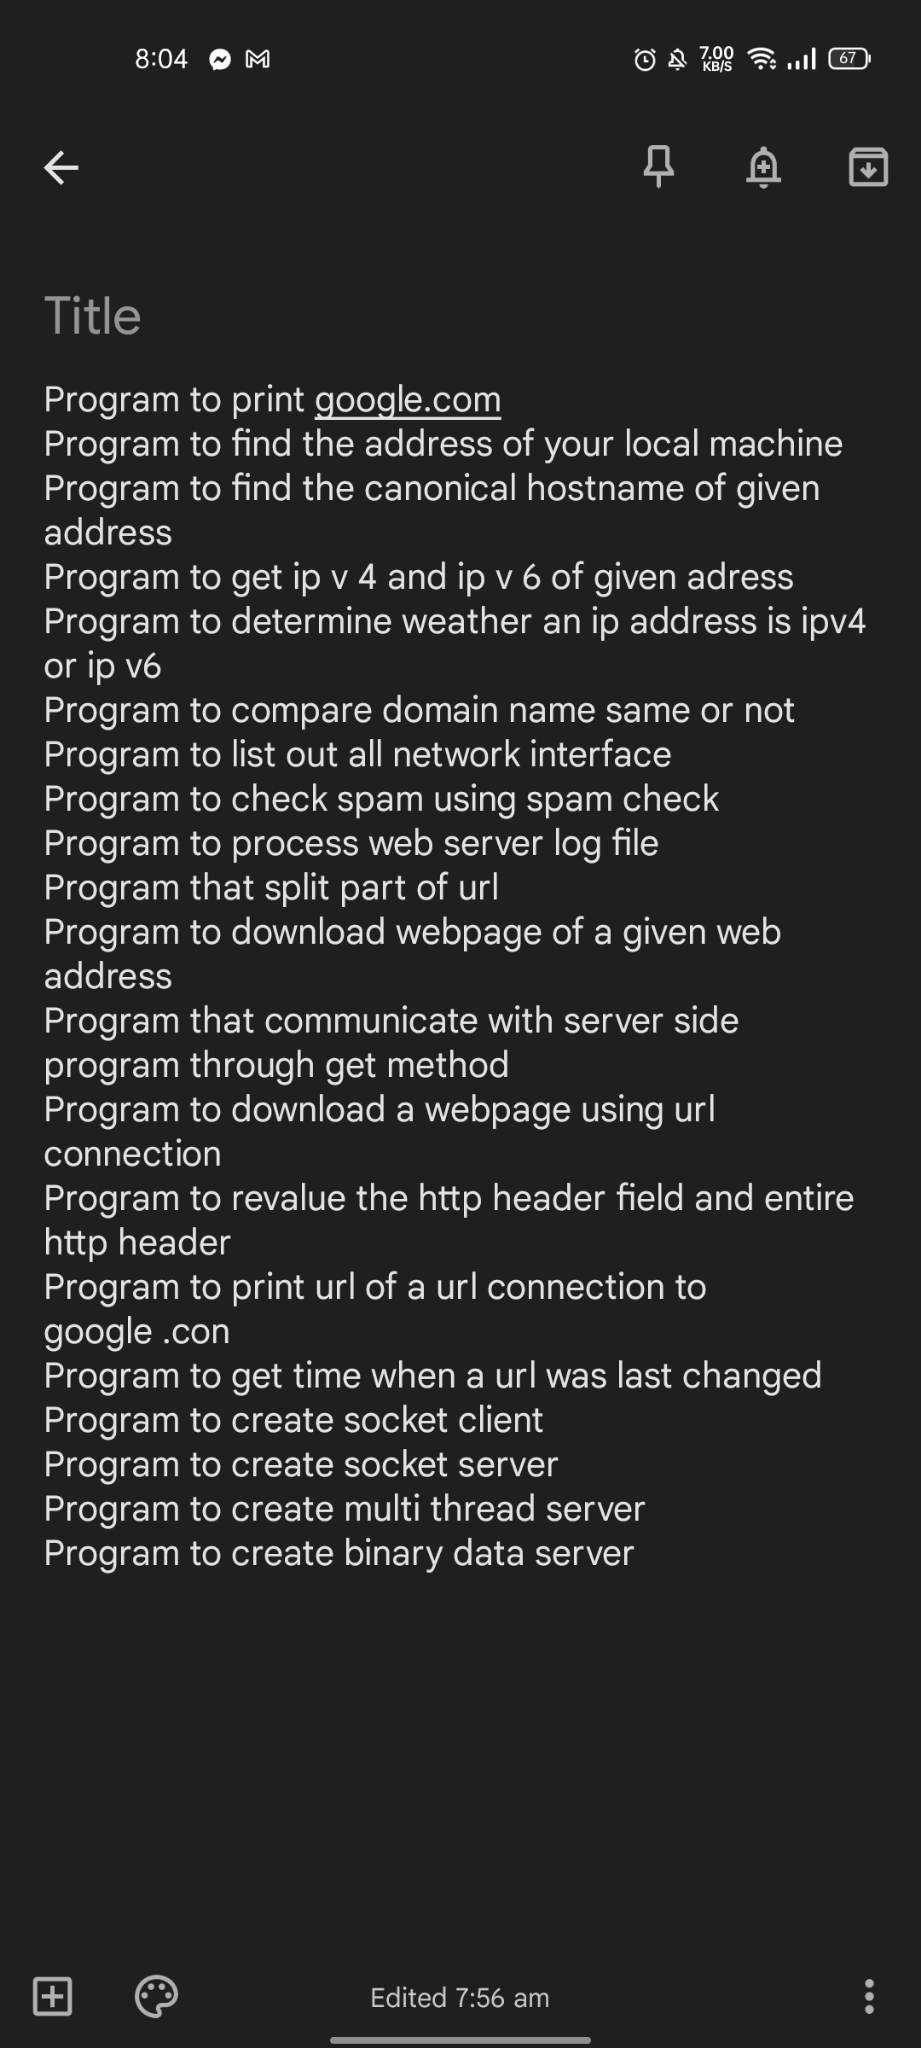 8:04
7.00
KB/S
67
Title
Program to print google.com
Program to find the address of your local machine
Program to find the canonical hostname of given
address
Program to get ip v 4 and ip v 6 of given adress
Program to determine weather an ip address is ipv4
or ip v6
Program to compare domain name same or not
Program to list out all network interface
Program to check spam using spam check
Program to process web server log file
Program that split part of url
Program to download webpage of a given web
address
Program that communicate with server side
program through get method
Program to download a webpage using url
connection
Program to revalue the http header field and entire
http header
Program to print url of a url connection to
google .con
Program to get time when a url was last changed
Program to create socket client
Program to create socket server
Program to create multi thread server
Program to create binary data server
Edited 7:56 am